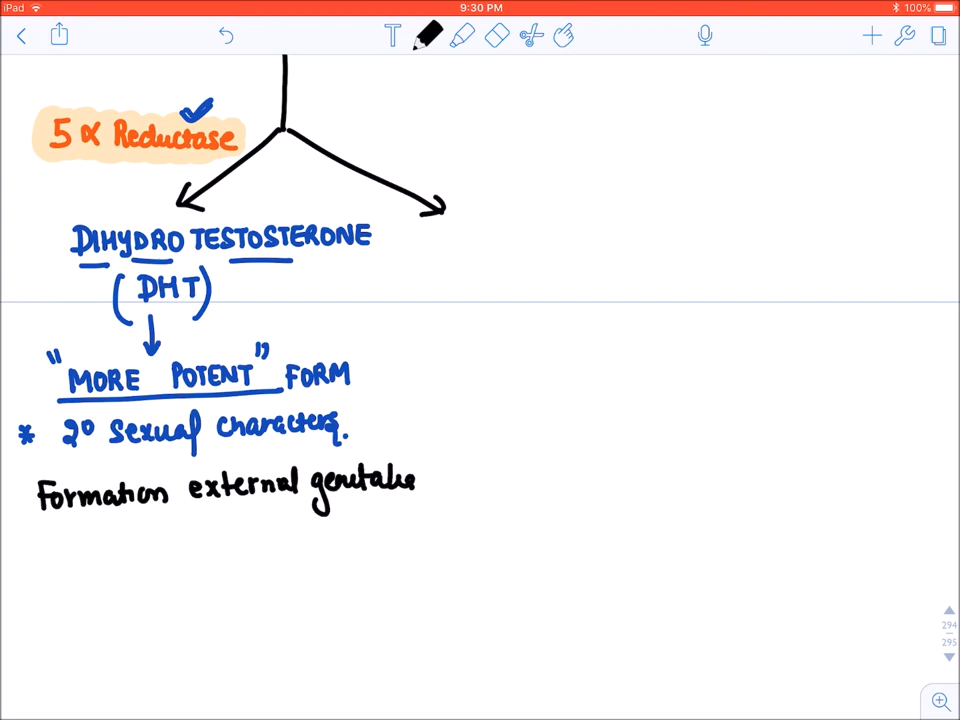 iPad 9:30 PM 100%
T
5 α Reductase
DIHYDRO TESTOSTERONE
(DHT)
"MORE POTENT" FORM
* 2° Sexual characters.
Formation external genitalia
294
295